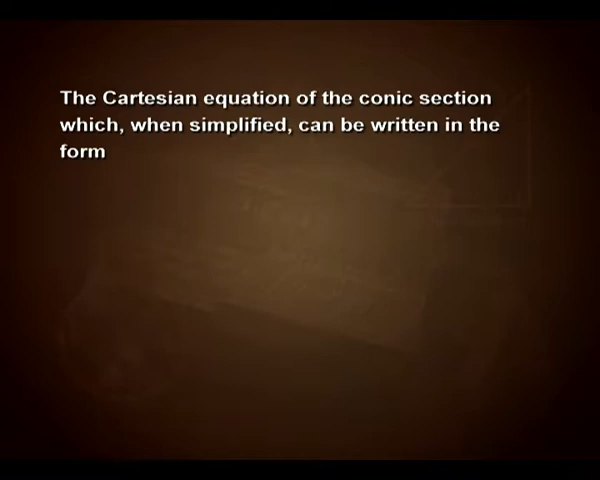 The Cartesian equation of the conic section
which, when simplified, can be written in the
form